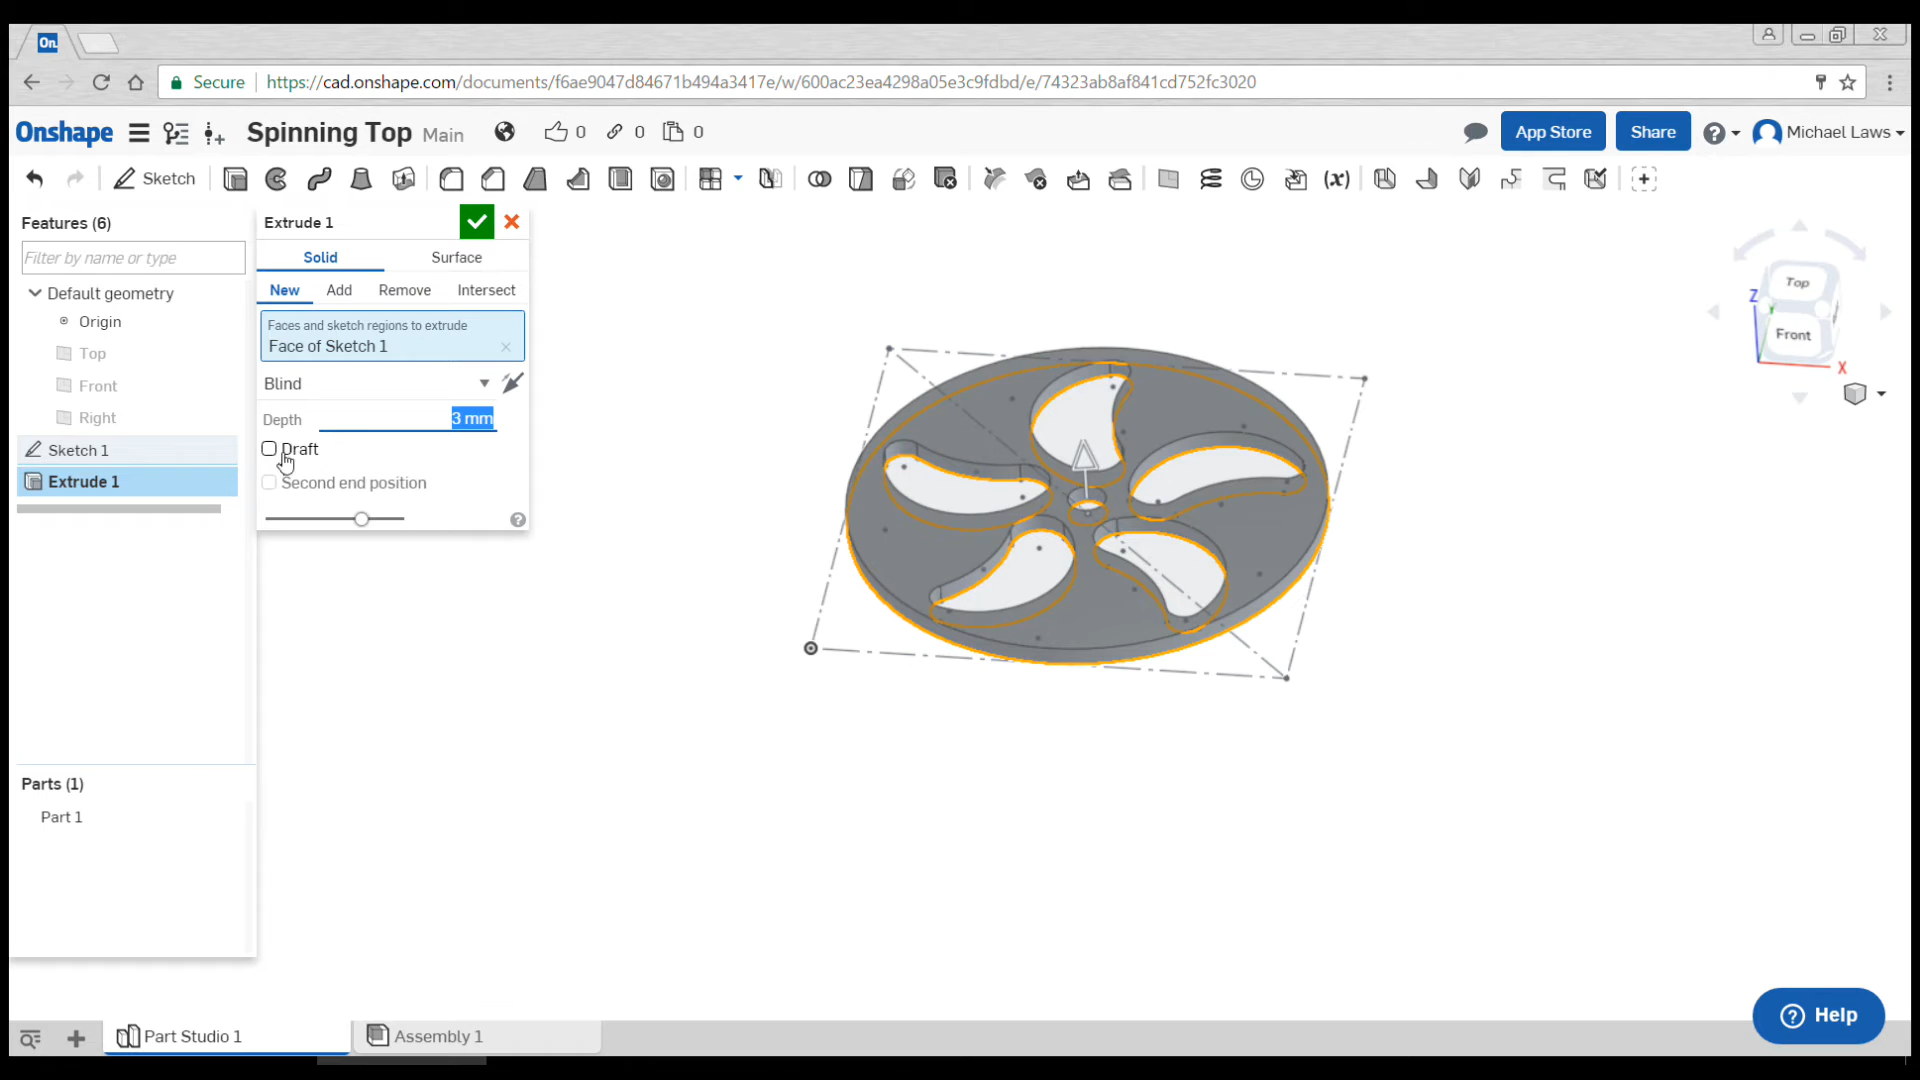 On
Secure https://cad.onshape.com/documents/f6ae9047d84671b494a3417e/w/600ac23ea4298a05e3c9fdbd/e/74323ab8af841cd752fc3020
Onshape Spinning Top Main 0 0 0 App Store Share ? Michael Laws
Sketch (x)
Features (6)
Filter by name or type
Default geometry
Origin
Top
Front
Right
Sketch 1
Extrude 1
Extrude 1
Solid Surface
New Add Remove Intersect
Faces and sketch regions to extrude
Face of Sketch 1
Blind
Depth 3 mm
Draft
Second end position
?
Top
Z
Front
X
Parts (1)
Part 1
Part Studio 1 Assembly 1
? Help